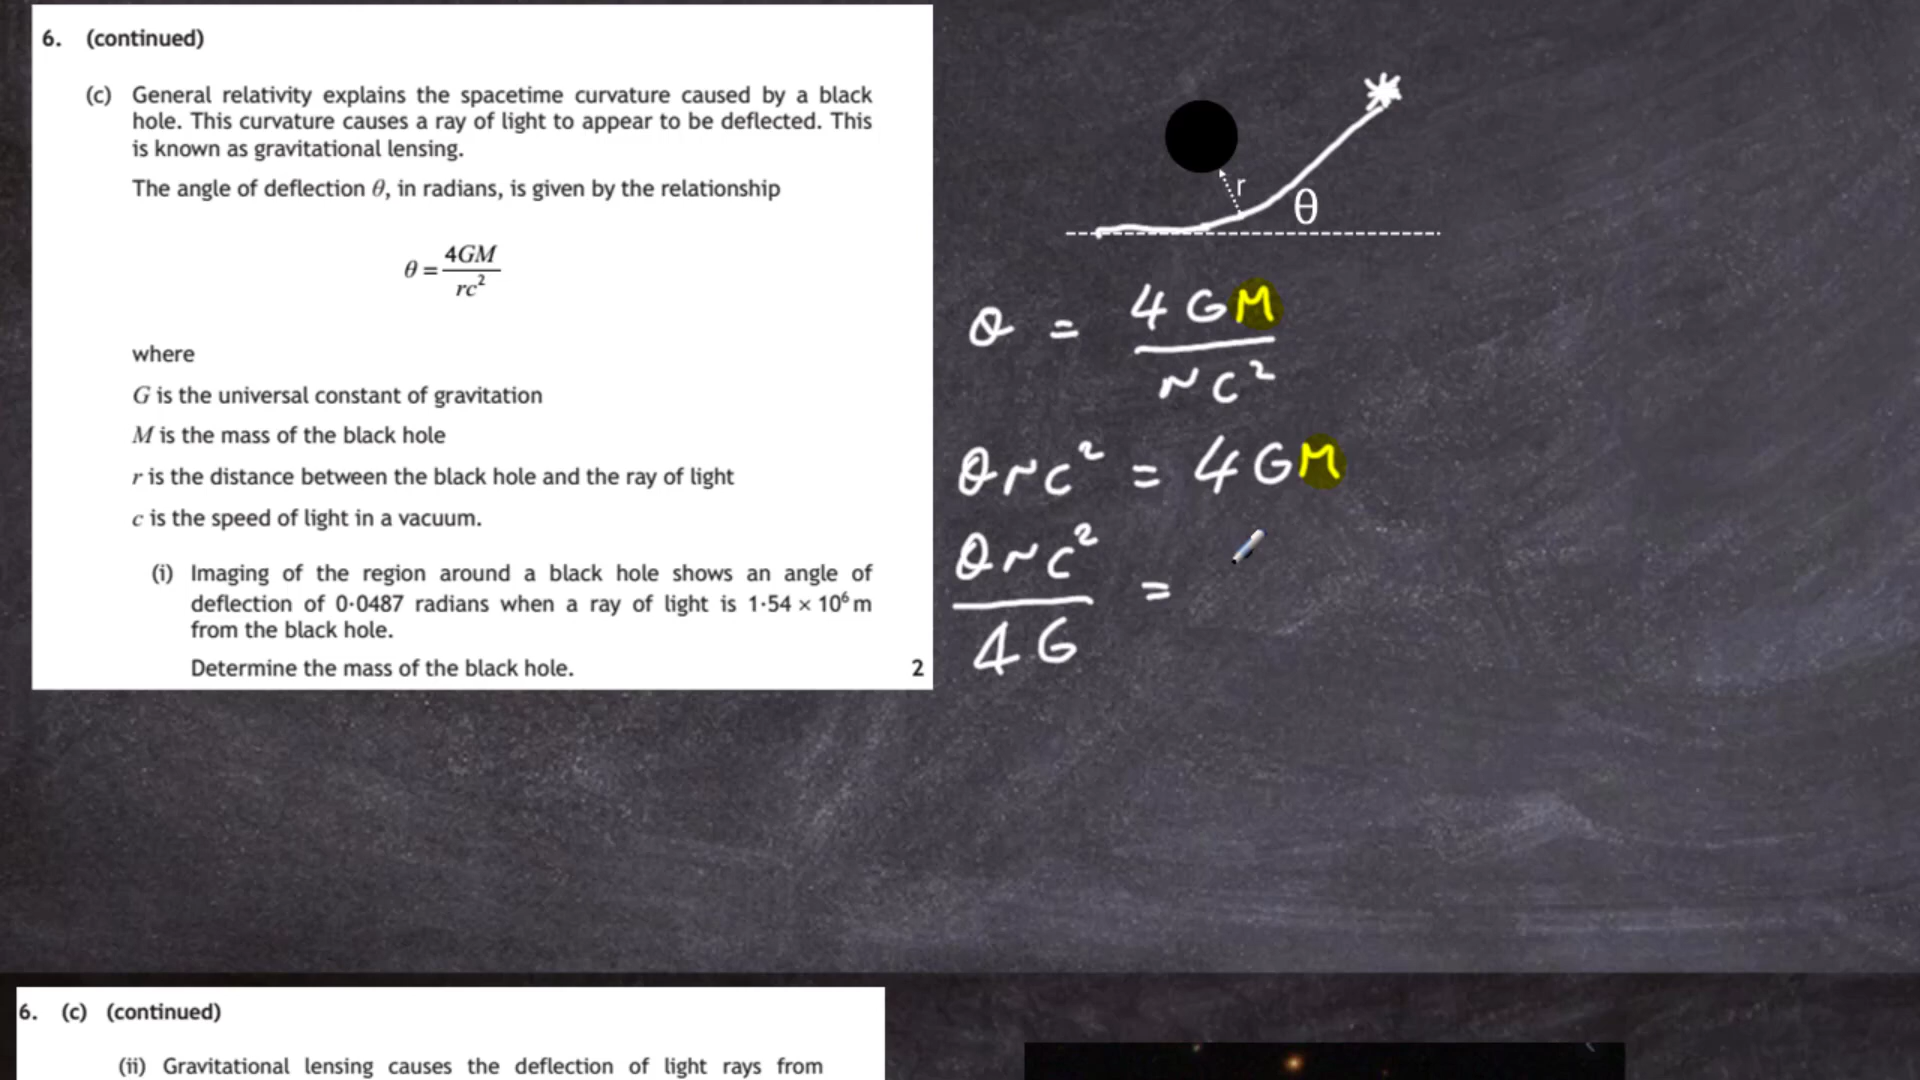 6. (continued)
(c) General relativity explains the spacetime curvature caused by a black
hole. This curvature causes a ray of light to appear to be deflected. This
is known as gravitational lensing.
The angle of deflection θ, in radians, is given by the relationship
θ = 4GM / rc²
where
G is the universal constant of gravitation
M is the mass of the black hole
r is the distance between the black hole and the ray of light
c is the speed of light in a vacuum.
(i) Imaging of the region around a black hole shows an angle of
deflection of 0·0487 radians when a ray of light is 1·54 × 10⁶ m
from the black hole.
Determine the mass of the black hole. 2
r
θ
θ = 4GM / rc²
θrc² = 4GM
θrc² / 4G =
6. (c) (continued)
(ii) Gravitational lensing causes the deflection of light rays from